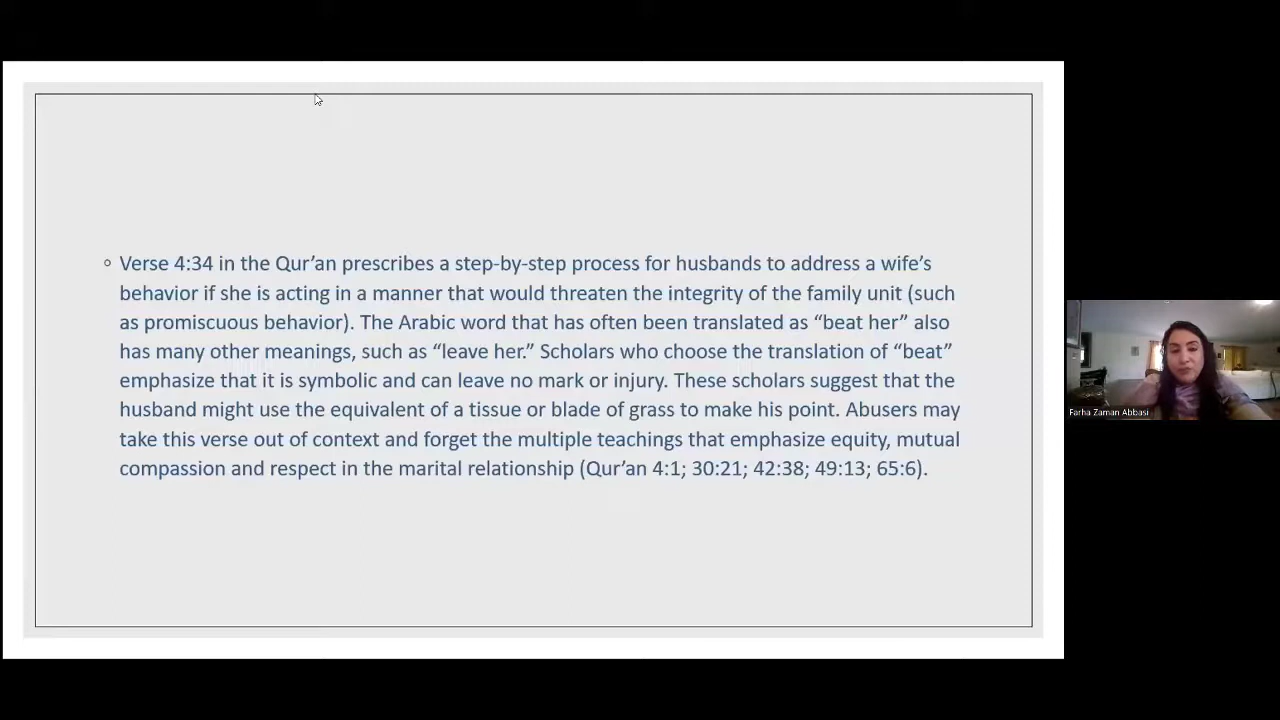 Verse 4:34 in the Qur’an prescribes a step-by-step process for husbands to address a wife’s
behavior if she is acting in a manner that would threaten the integrity of the family unit (such
as promiscuous behavior). The Arabic word that has often been translated as “beat her” also
has many other meanings, such as “leave her.” Scholars who choose the translation of “beat”
emphasize that it is symbolic and can leave no mark or injury. These scholars suggest that the
husband might use the equivalent of a tissue or blade of grass to make his point. Abusers may
take this verse out of context and forget the multiple teachings that emphasize equity, mutual
compassion and respect in the marital relationship (Qur’an 4:1; 30:21; 42:38; 49:13; 65:6).
Farha Zaman Abbasi